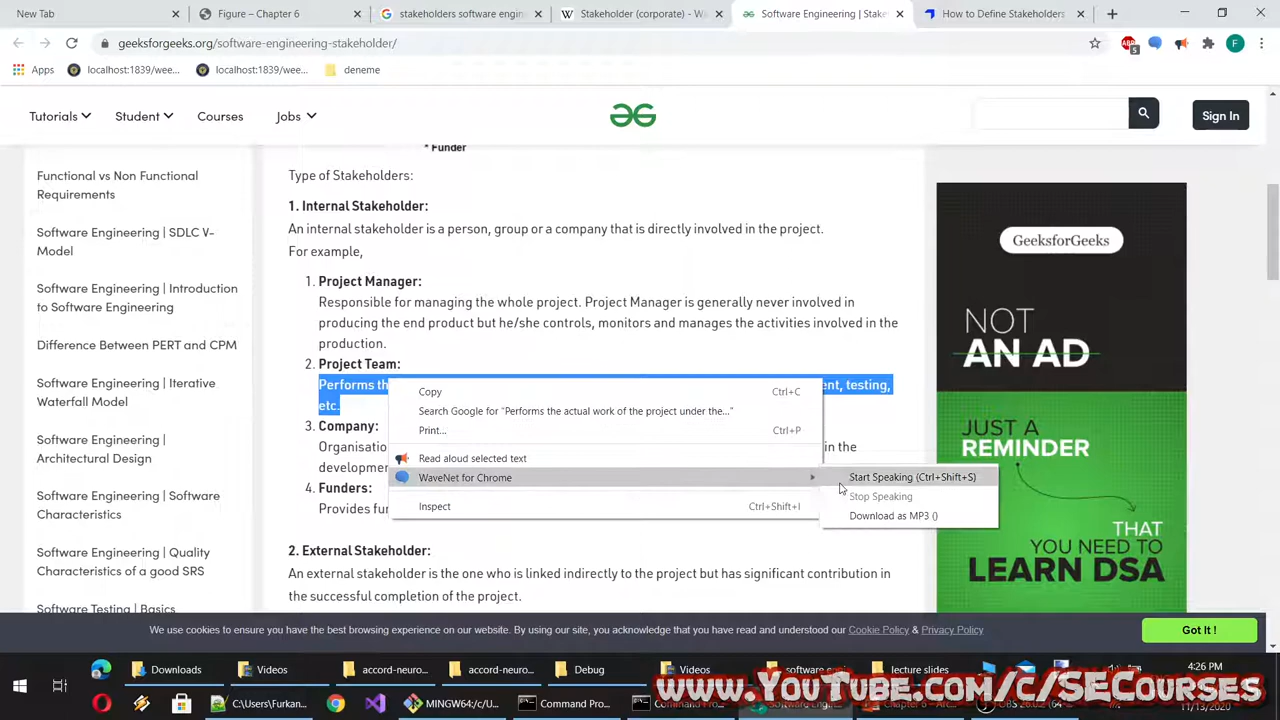 New Tab
Figure – Chapter 6
stakeholders software engin
Stakeholder (corporate) - Wi
Software Engineering | Stake
How to Define Stakeholders
geeksforgeeks.org/software-engineering-stakeholder/
Apps
localhost:1839/wee...
localhost:1839/wee...
deneme
Tutorials
Student
Courses
Jobs
Sign In
* Funder
Functional vs Non Functional
Requirements
Software Engineering | SDLC V-
Model
Software Engineering | Introduction
to Software Engineering
Difference Between PERT and CPM
Software Engineering | Iterative
Waterfall Model
Software Engineering |
Architectural Design
Software Engineering | Software
Software Engineering | Quality
Characteristics of a good SRS
Software Testing | Basics
Type of Stakeholders:
1. Internal Stakeholder:
An internal stakeholder is a person, group or a company that is directly involved in the project.
For example,
1. Project Manager:
Responsible for managing the whole project. Project Manager is generally never involved in
producing the end product but he/she controls, monitors and manages the activities involved in the
production.
2. Project Team:
Performs th
testing,
etc.
3. Company:
Organisatio
in the
developmen
4. Funders:
Provides fu
2. External Stakeholder:
An external stakeholder is the one who is linked indirectly to the project but has significant contribution in
the successful completion of the project.
Copy Ctrl+C
Search Google for “Performs the actual work of the project under the...”
Print... Ctrl+P
Read aloud selected text
WaveNet for Chrome
Inspect Ctrl+Shift+I
Start Speaking (Ctrl+Shift+S)
Stop Speaking
Download as MP3 ()
GeeksforGeeks
NOT
AN AD
JUST A
REMINDER
THAT
YOU NEED TO
LEARN DSA
We use cookies to ensure you have the best browsing experience on our website. By using our site, you acknowledge that you have read and understood our Cookie Policy & Privacy Policy
Got It !
Downloads
Videos
accord-neuro...
accord-neuro...
Debug
Videos
lecture slides
4:26 PM
C:\Users\Furkan...
MINGW64:/c/U...
Command Pro...
11/13/2020
www.YouTube.com/c/SECourses